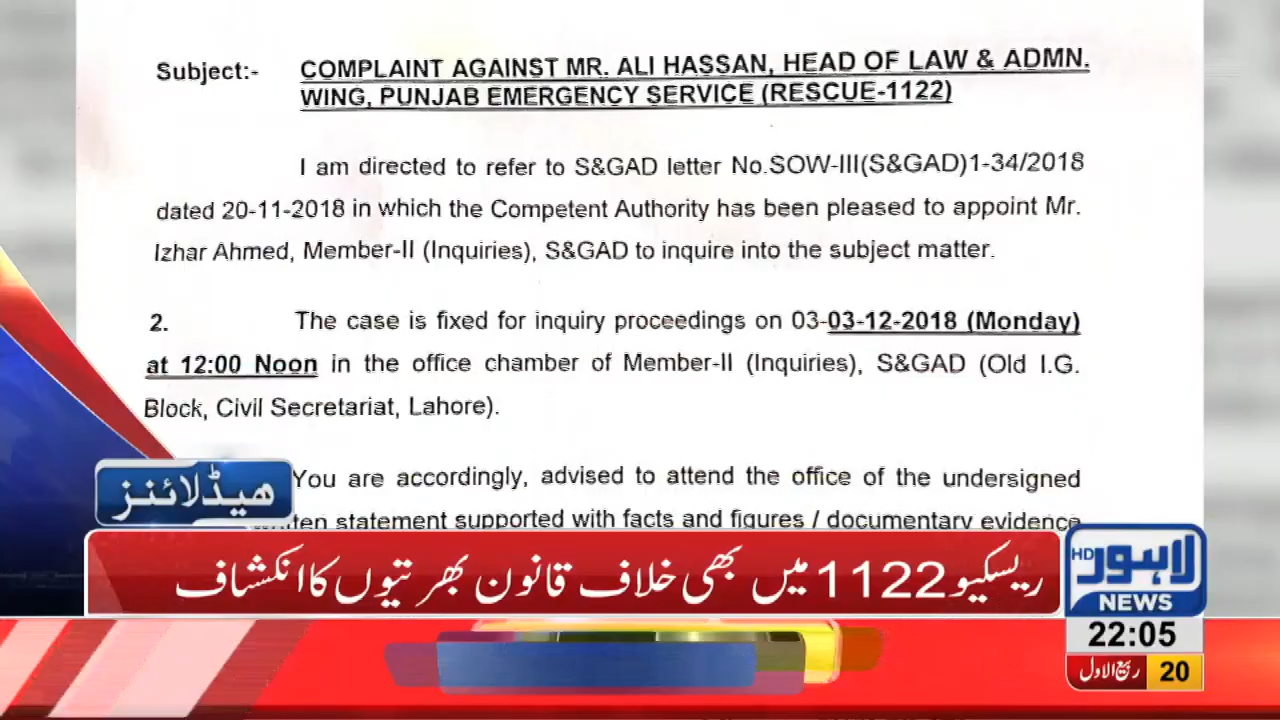 Subject:- COMPLAINT AGAINST MR. ALI HASSAN, HEAD OF LAW & ADMN.
WING, PUNJAB EMERGENCY SERVICE (RESCUE-1122)
I am directed to refer to S&GAD letter No.SOW-III(S&GAD)1-34/2018
dated 20-11-2018 in which the Competent Authority has been pleased to appoint Mr.
Izhar Ahmed, Member-II (Inquiries), S&GAD to inquire into the subject matter.
2. The case is fixed for inquiry proceedings on 03-03-12-2018 (Monday)
at 12:00 Noon in the office chamber of Member-II (Inquiries), S&GAD (Old I.G.
Block, Civil Secretariat, Lahore).
You are accordingly, advised to attend the office of the undersigned
statement supported with facts and figures / documentary evidence
ھیڈلائنز
ریسکیو 1122 میں بھی خلاف قانون بھرتیوں کا انکشاف
لاہور HD
NEWS
22:05
20 ربیع الاول